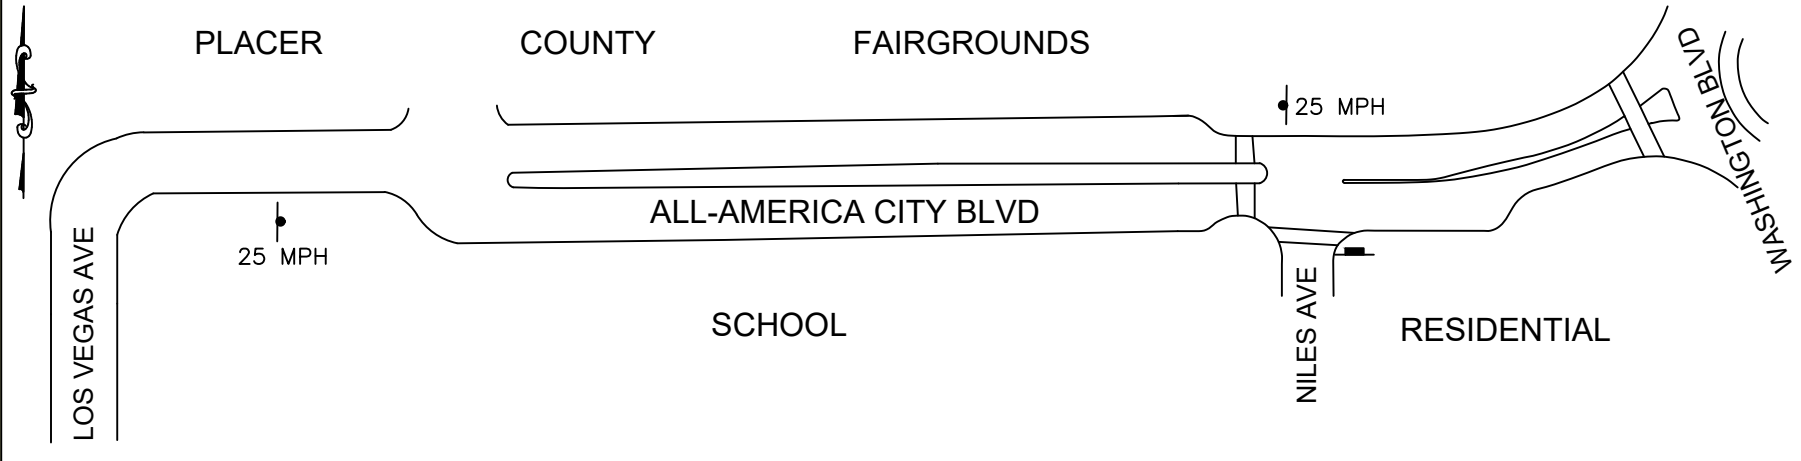 PLACER COUNTY FAIRGROUNDS
WASHINGTON BLVD
25 MPH
ALL-AMERICA CITY BLVD
25 MPH
LOS VEGAS AVE
SCHOOL
NILES AVE
RESIDENTIAL